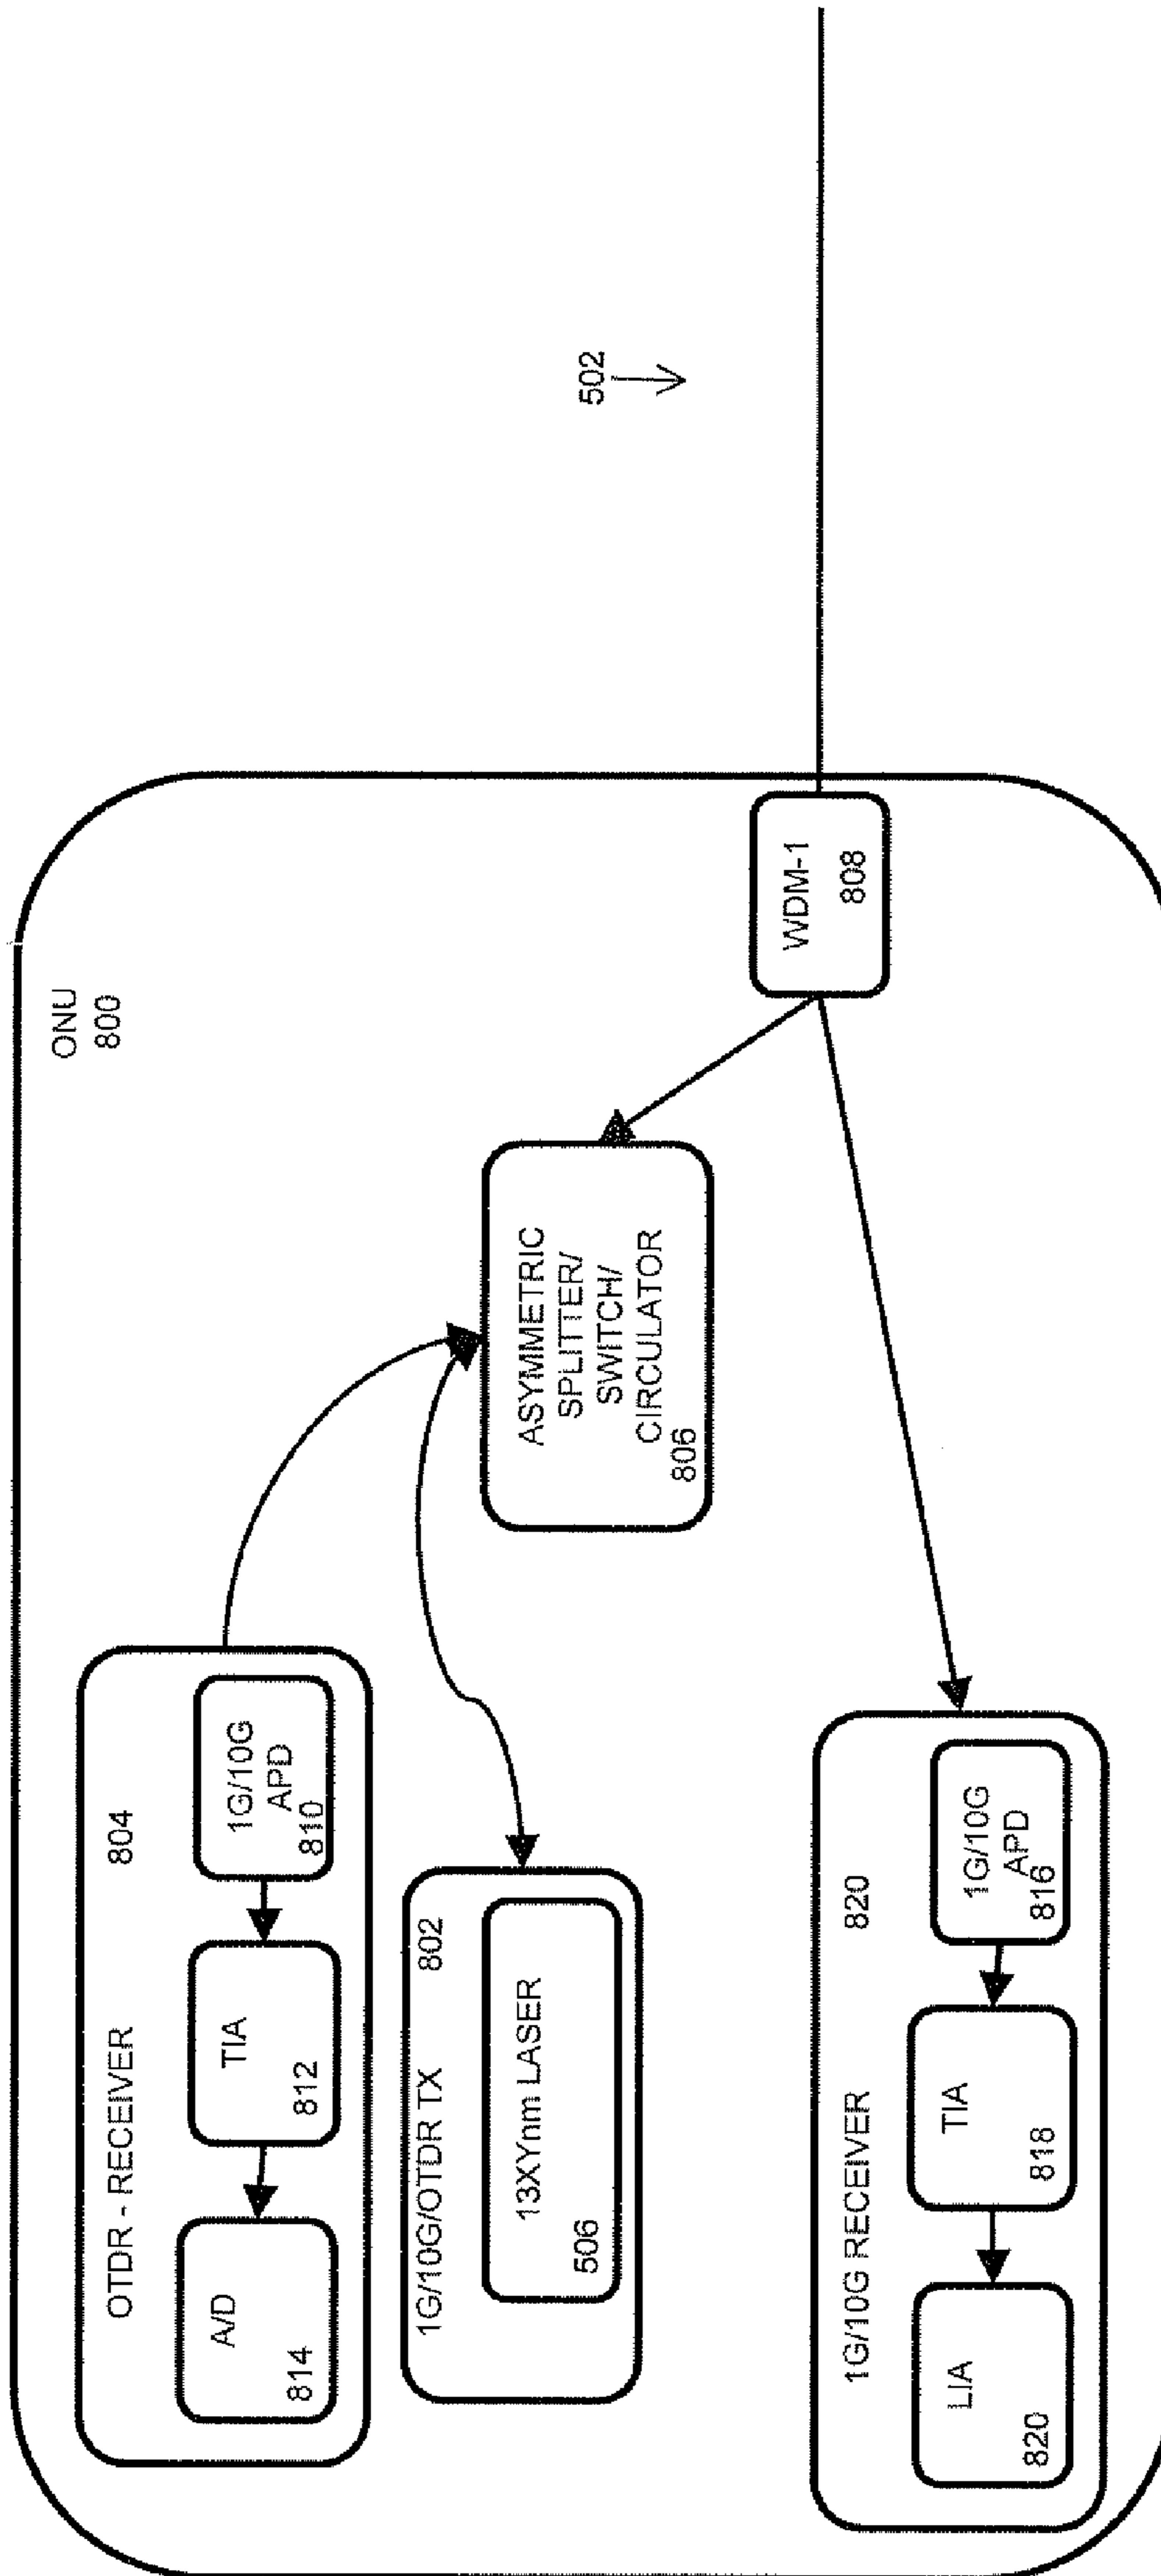 ONU
800
OTDR - RECEIVER
804
A/D
814
TIA
812
1G/10G
APD
810
1G/10G/OTDR TX
802
13XYnm LASER
506
ASYMMETRIC
SPLITTER/
SWITCH/
CIRCULATOR
806
WDM-1
808
502
1G/10G RECEIVER
820
LIA
820
TIA
818
1G/10G
APD
816